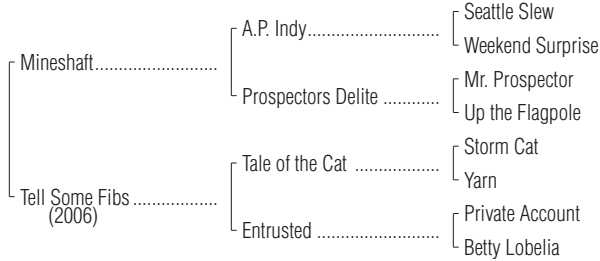 Seattle Slew
A.P. Indy............................
Weekend Surprise
Mineshaft..........................
Mr. Prospector
Prospectors Delite ............
Up the Flagpole
Storm Cat
Tale of the Cat ..................
Yarn
Tell Some Fibs ..................
(2006)
Private Account
Entrusted ..........................
Betty Lobelia